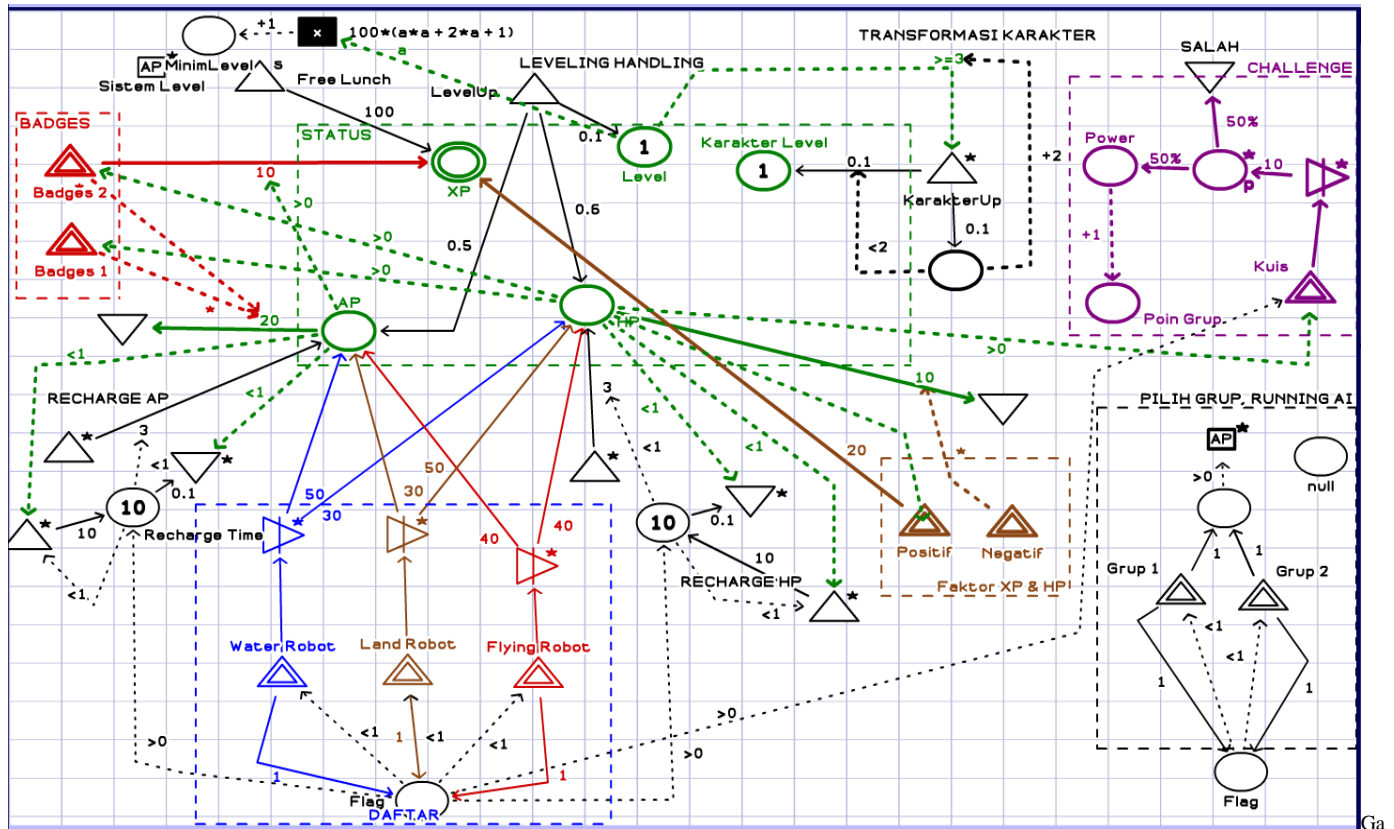 +1
×
100*(a*a+2*a+1)
a
AP
*
MinimLevel
s
Sistem Level
Free Lunch
100
LEVELING HANDLING
LevelUp
0.1
TRANSFORMASI KARAKTER
>=3
SALAH
CHALLENGE
BADGES
STATUS
XP
1
Level
Karakter Level
1
0.1
*
KarakterUp
0.1
+2
<2
Power
50%
50%
*
P
10
*
+1
Kuis
Poin Grup
Badges 2
*
10
>0
>0
>0
0.6
0.5
Badges 1
*
AP
HP
20
<1
<1
>0
10
RECHARGE AP
*
3
<1
*
0.1
10
Recharge Time
*
10
<1
50
30
*
30
50
*
40
40
*
3
*
<1
<1
<1
10
0.1
*
10
RECHARGE HP
<1
*
20
*
Positif
Negatif
Faktor XP & HP
PILIH GRUP, RUNNING AI
AP
*
null
>0
1
1
Grup 1
Grup 2
<1
<1
1
1
Flag
Water Robot
Land Robot
Flying Robot
<1
1
<1
<1
1
1
>0
>0
>0
Flag
DAFTAR
Ga